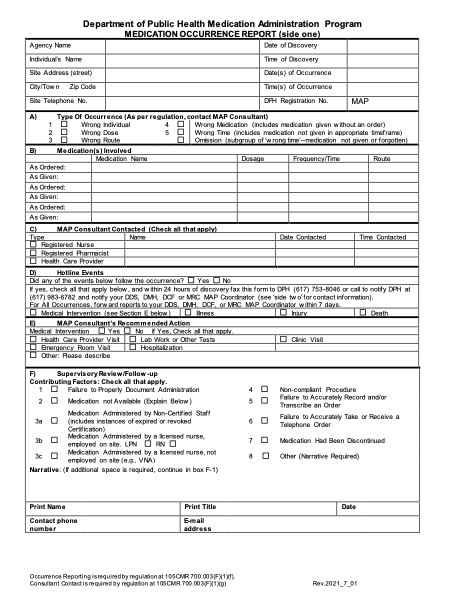 Department of Public Health Medication Administration Program
MEDICATION OCCURRENCE REPORT (side one)
Agency Name Date of Discovery
Individual's Name Time of Discovery
Site Address (street) Date(s) of Occurrence
City/Town Zip Code Time(s) of Occurrence
Site Telephone No. DPH Registration No. MAP
A) Type Of Occurrence (As per regulation, contact MAP Consultant)
1 ☐ Wrong Individual 4 ☐ Wrong Medication (includes medication given without an order)
2 ☐ Wrong Dose 5 ☐ Wrong Time (includes medication not given in appropriate timeframe)
3 ☐ Wrong Route ☐ Omission (subgroup of 'wrong time'--medication not given or forgotten)
B) Medication(s) Involved
Medication Name Dosage Frequency/Time Route
As Ordered:
As Given:
As Ordered:
As Given:
As Ordered:
As Given:
C) MAP Consultant Contacted (Check all that apply)
Type Name Date Contacted Time Contacted
☐ Registered Nurse
☐ Registered Pharmacist
☐ Health Care Provider
D) Hotline Events
Did any of the events below follow the occurrence? ☐ Yes ☐ No
If yes, check all that apply below, and within 24 hours of discovery fax this form to DPH (617) 753-8046 or call to notify DPH at
(617) 983-6782 and notify your DDS, DMH, DCF or MRC MAP Coordinator (see 'side two' for contact information).
For All Occurrences, forward reports to your DDS, DMH, DCF, or MRC MAP Coordinator within 7 days.
☐ Medical Intervention (see Section E below) ☐ Illness ☐ Injury ☐ Death
E) MAP Consultant's Recommended Action
Medical Intervention ☐ Yes ☐ No If Yes, Check all that apply.
☐ Health Care Provider Visit ☐ Lab Work or Other Tests ☐ Clinic Visit
☐ Emergency Room Visit ☐ Hospitalization
☐ Other: Please describe
F) Supervisory Review/Follow-up
Contributing Factors: Check all that apply.
1 ☐ Failure to Properly Document Administration 4 ☐ Non-compliant Procedure
2 ☐ Medication not Available (Explain Below) 5 ☐ Failure to Accurately Record and/or
Transcribe an Order
3a ☐ Medication Administered by Non-Certified Staff
(includes instances of expired or revoked
Certification) 6 ☐ Failure to Accurately Take or Receive a
Telephone Order
3b ☐ Medication Administered by a licensed nurse,
employed on site. LPN ☐ RN ☐ 7 ☐ Medication Had Been Discontinued
3c ☐ Medication Administered by a licensed nurse, not
employed on site (e.g., VNA) 8 ☐ Other (Narrative Required)
Narrative: (If additional space is required, continue in box F-1)
Print Name Print Title Date
Contact phone
number E-mail
address
Occurrence Reporting is required by regulation at 105CMR 700.003(F)(1)(f).
Consultant Contact is required by regulation at 105CMR 700.003(F)(1)(g)
Rev.2021_7_01